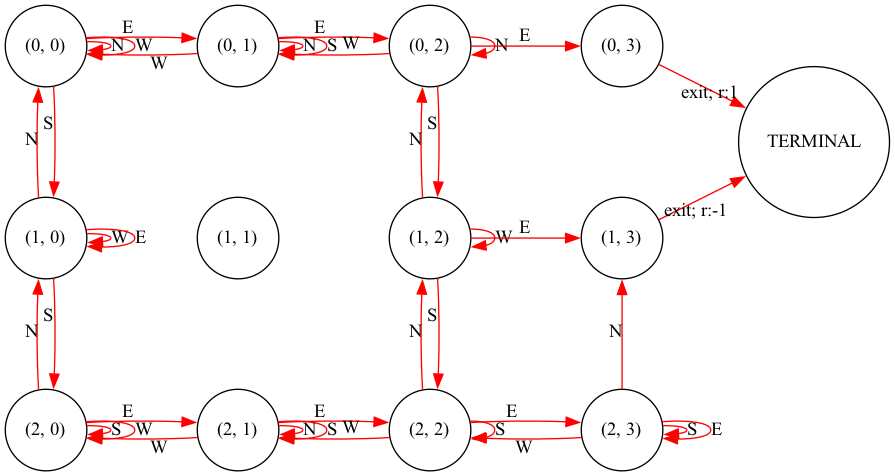 E
E
E
(0, 0)
N
W
(0, 1)
N
S
W
(0, 2)
N
(0, 3)
W
exit; r:1
S
N
S
N
TERMINAL
exit; r:-1
(1, 0)
W
E
(1, 1)
(1, 2)
W
E
(1, 3)
S
N
S
N
N
E
E
E
(2, 0)
S
W
(2, 1)
N
S
W
(2, 2)
S
(2, 3)
S
E
W
W